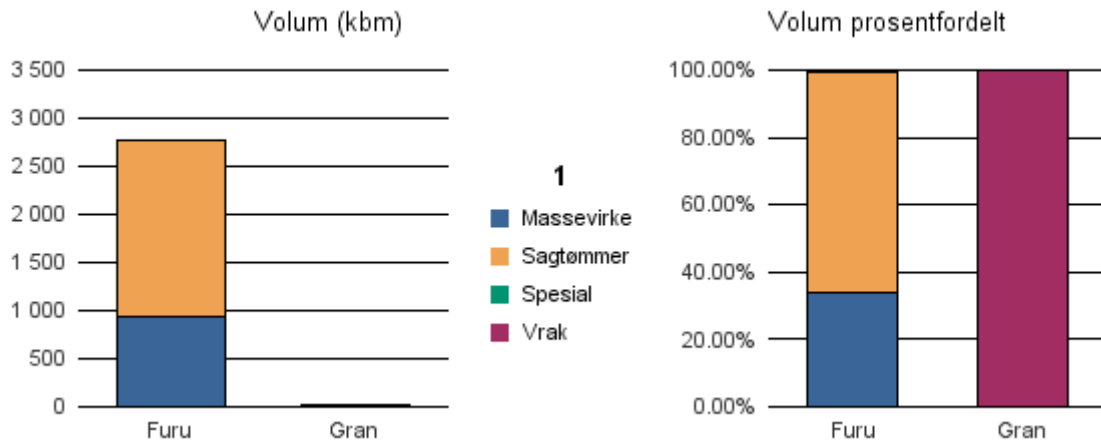 Volum (kbm)
3 500
3 000
2 500
2 000
1 500
1 000
500
0
Furu
Gran
1
Massevirke
Sagtømmer
Spesial
Vrak
Volum prosentfordelt
100.00%
80.00%
60.00%
40.00%
20.00%
0.00%
Furu
Gran